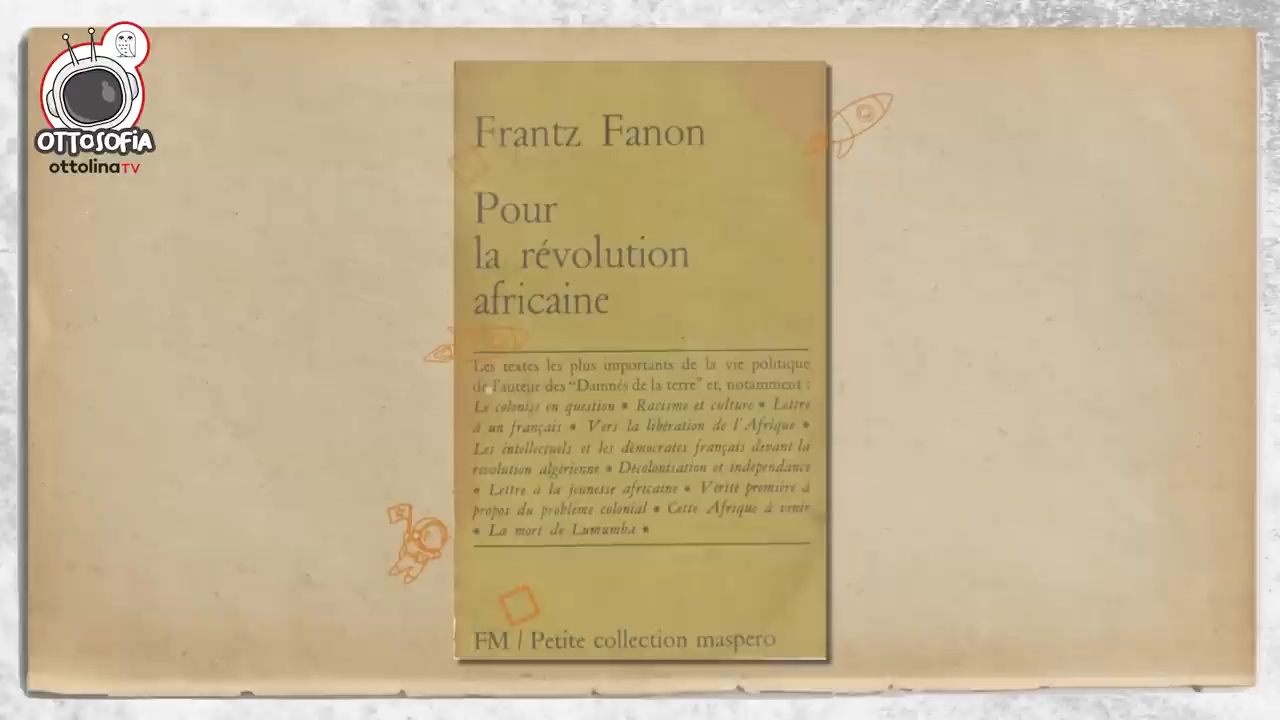 OTTOSOFIA
ottolinaTV
Frantz Fanon
Pour
la révolution
africaine
Les textes les plus importants de la vie politique
de l'auteur des "Damnés de la terre" et, notamment :
Le colonisé en question • Racisme et culture • Lettre
à un français • Vers la libération de l'Afrique •
Les intellectuels et les démocrates français devant la
révolution algérienne • Décolonisation et indépendance
• Lettre à la jeunesse africaine • Vérité première à
propos du problème colonial • Cette Afrique à venir
• La mort de Lumumba •
FM / Petite collection maspero